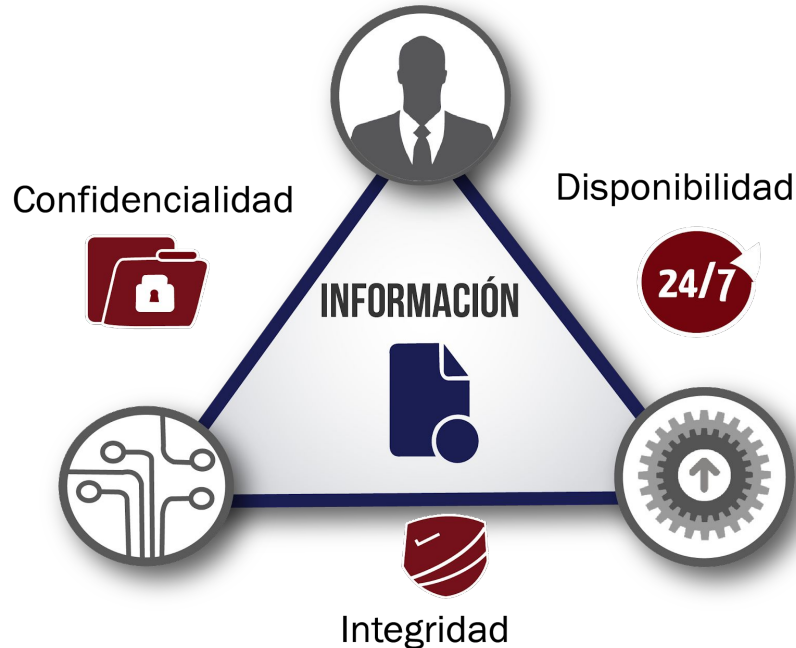 Confidencialidad
Disponibilidad
24/7
INFORMACIÓN
Integridad